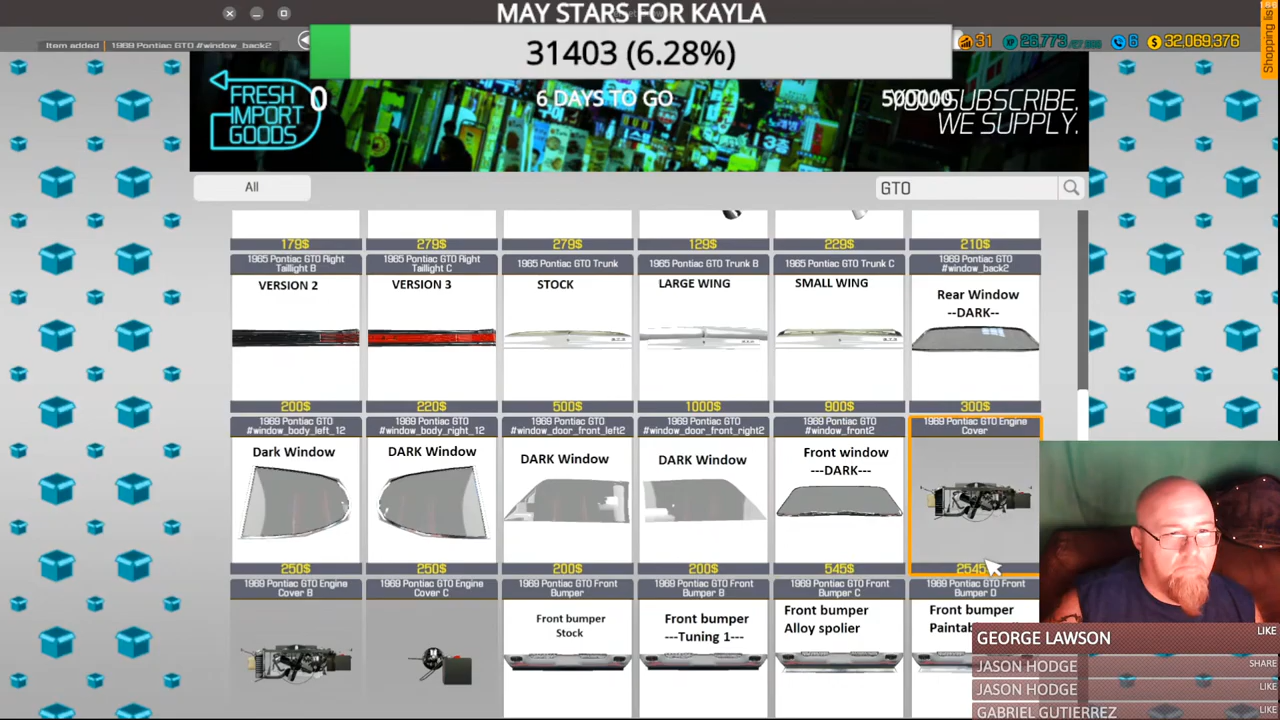 MAY STARS FOR KAYLA
31403 (6.28%)
Item added
1969 Pontiac GTO #window_back2
31
26,773
6
32,069,376
Shopping list
FRESH
IMPORT
GOODS
0
6 DAYS TO GO
500000
SUBSCRIBE.
WE SUPPLY.
All
GTO
179$
279$
279$
129$
229$
210$
1965 Pontiac GTO Right
Taillight B
1965 Pontiac GTO Right
Taillight C
1965 Pontiac GTO Trunk
1965 Pontiac GTO Trunk B
1965 Pontiac GTO Trunk C
1969 Pontiac GTO
#window_back2
VERSION 2
VERSION 3
STOCK
LARGE WING
SMALL WING
Rear Window
--DARK--
200$
220$
500$
1000$
900$
300$
1969 Pontiac GTO
#window_body_left_12
1969 Pontiac GTO
#window_body_right_12
1969 Pontiac GTO
#window_door_front_left2
1969 Pontiac GTO
#window_door_front_right2
1969 Pontiac GTO
#window_front2
1969 Pontiac GTO Engine
Cover
Dark Window
DARK Window
DARK Window
DARK Window
Front window
---DARK---
250$
250$
200$
200$
545$
2545
1969 Pontiac GTO Engine
Cover B
1969 Pontiac GTO Engine
Cover C
1969 Pontiac GTO Front
Bumper
1969 Pontiac GTO Front
Bumper B
1969 Pontiac GTO Front
Bumper C
1969 Pontiac GTO Front
Bumper D
Front bumper
Stock
Front bumper
---Tuning 1---
Front bumper
Alloy spolier
Front bumper
GEORGE LAWSON
LIKE
JASON HODGE
SHARE
JASON HODGE
LIKE
GABRIEL GUTIERREZ
LIKE